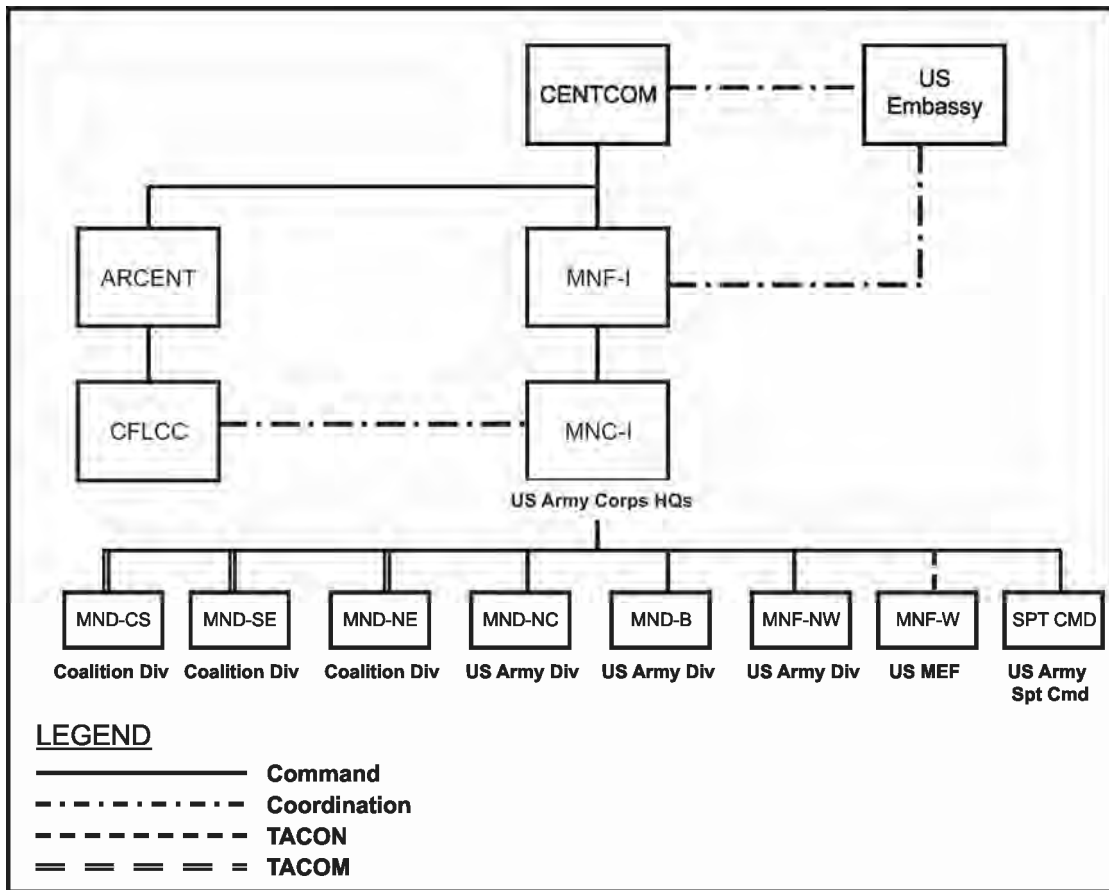 CENTCOM
US
Embassy
ARCENT
MNF-I
CFLCC
MNC-I
US Army Corps HQs
MND-CS
MND-SE
MND-NE
MND-NC
MND-B
MNF-NW
MNF-W
SPT CMD
Coalition Div
Coalition Div
Coalition Div
US Army Div
US Army Div
US Army Div
US MEF
US Army
Spt Cmd
LEGEND
Command
Coordination
TACON
TACOM